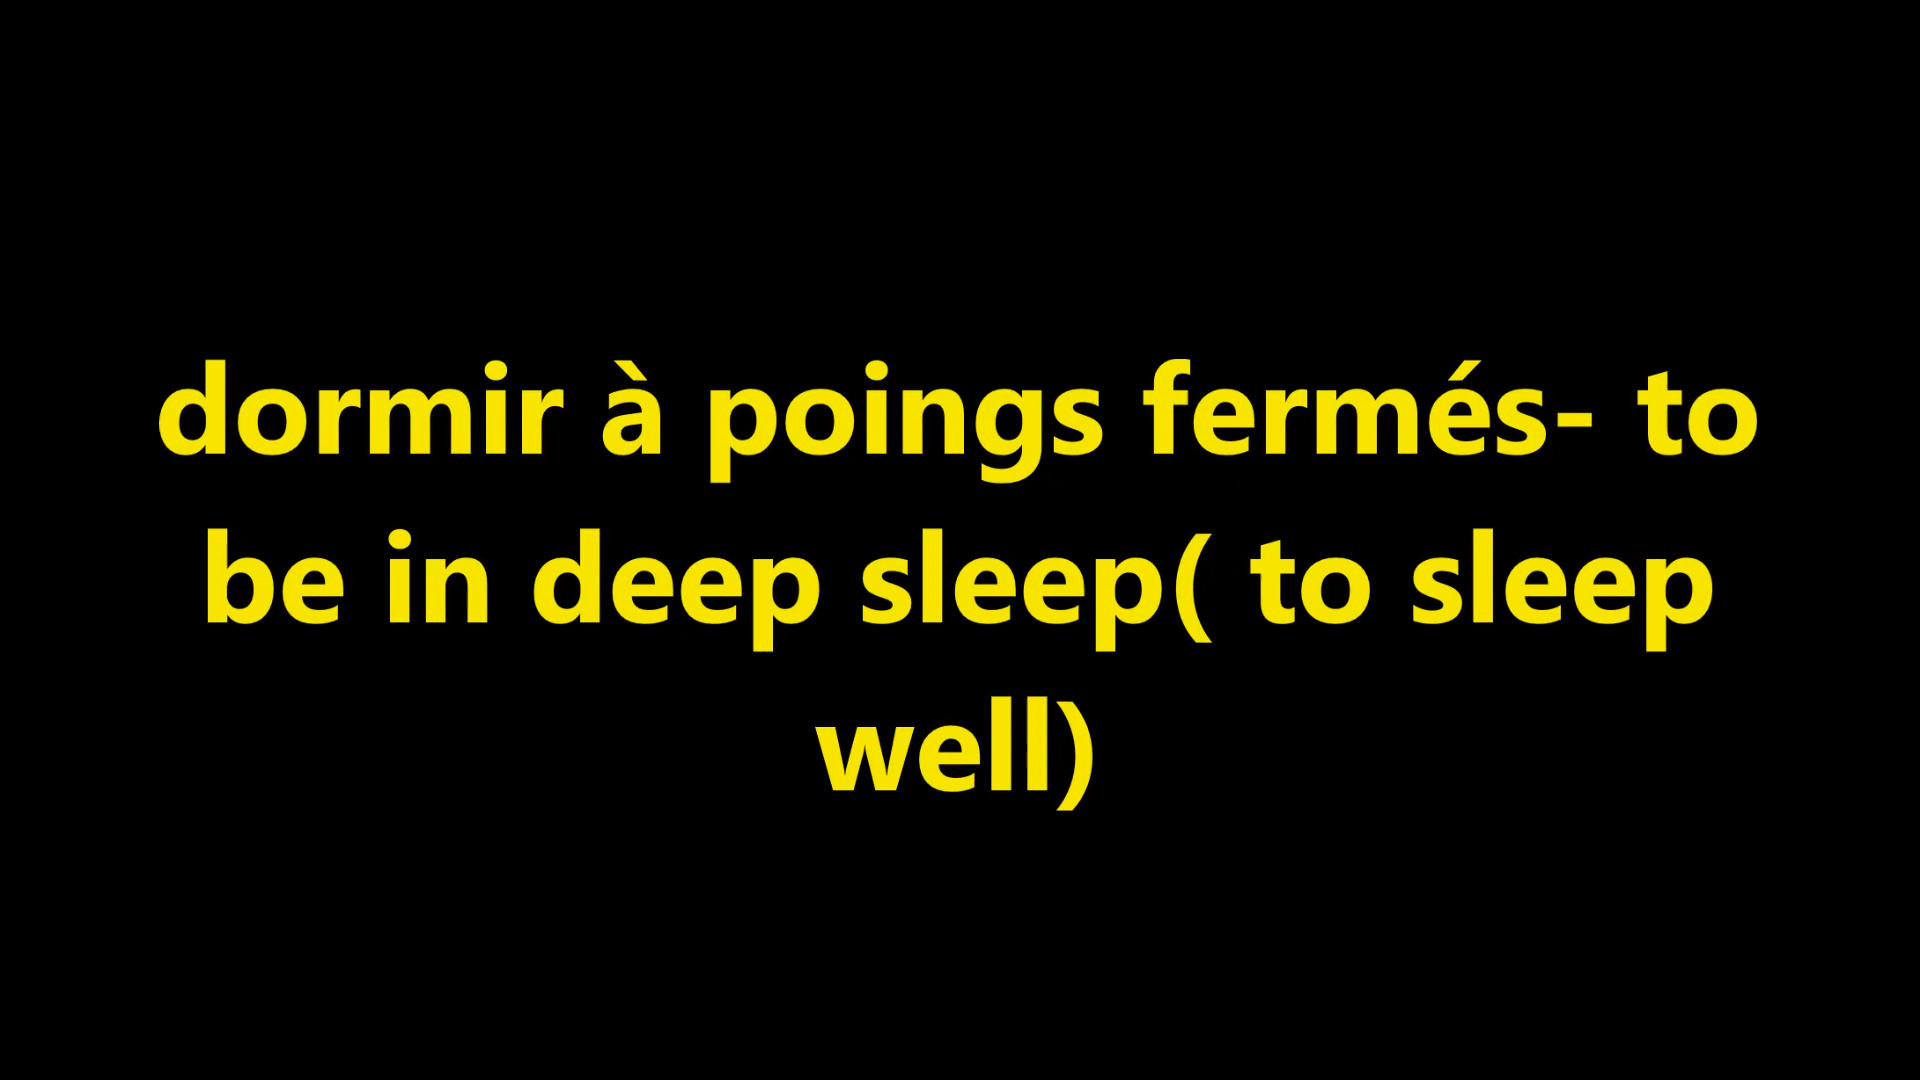 dormir à poings fermés- to
be in deep sleep( to sleep
well)